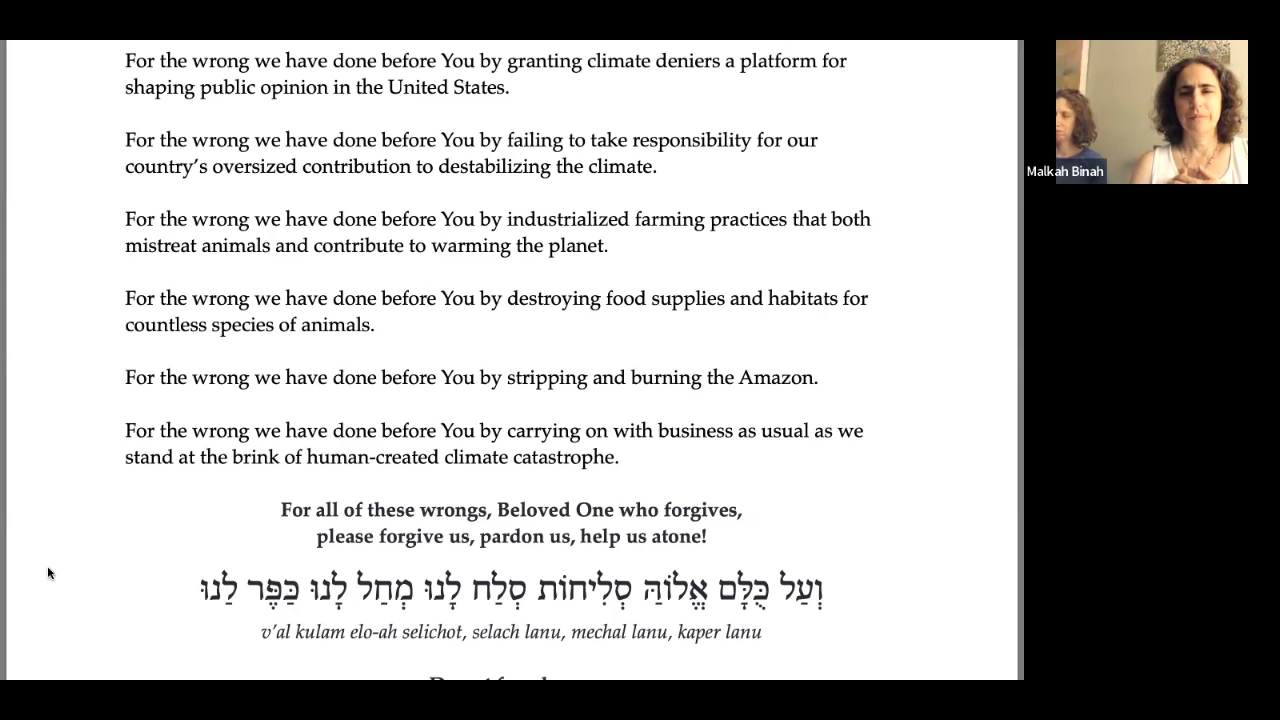 For the wrong we have done before You by granting climate deniers a platform for
shaping public opinion in the United States.
For the wrong we have done before You by failing to take responsibility for our
country’s oversized contribution to destabilizing the climate.
For the wrong we have done before You by industrialized farming practices that both
mistreat animals and contribute to warming the planet.
For the wrong we have done before You by destroying food supplies and habitats for
countless species of animals.
For the wrong we have done before You by stripping and burning the Amazon.
For the wrong we have done before You by carrying on with business as usual as we
stand at the brink of human-created climate catastrophe.
For all of these wrongs, Beloved One who forgives,
please forgive us, pardon us, help us atone!
וְעַל כֻּלָּם אֱלוֹהַּ סְלִיחוֹת סְלַח לָנוּ מְחַל לָנוּ כַּפֶּר לַנוּ
v’al kulam elo-ah selichot, selach lanu, mechal lanu, kaper lanu
Malkah Binah